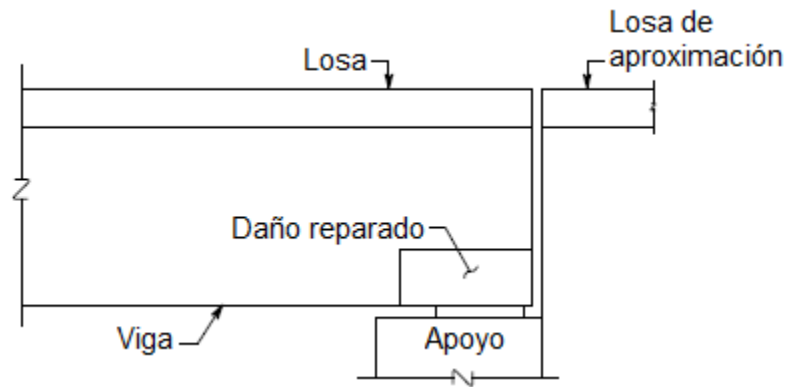 Losa de
aproximación
Losa
Daño reparado
Viga
Apoyo